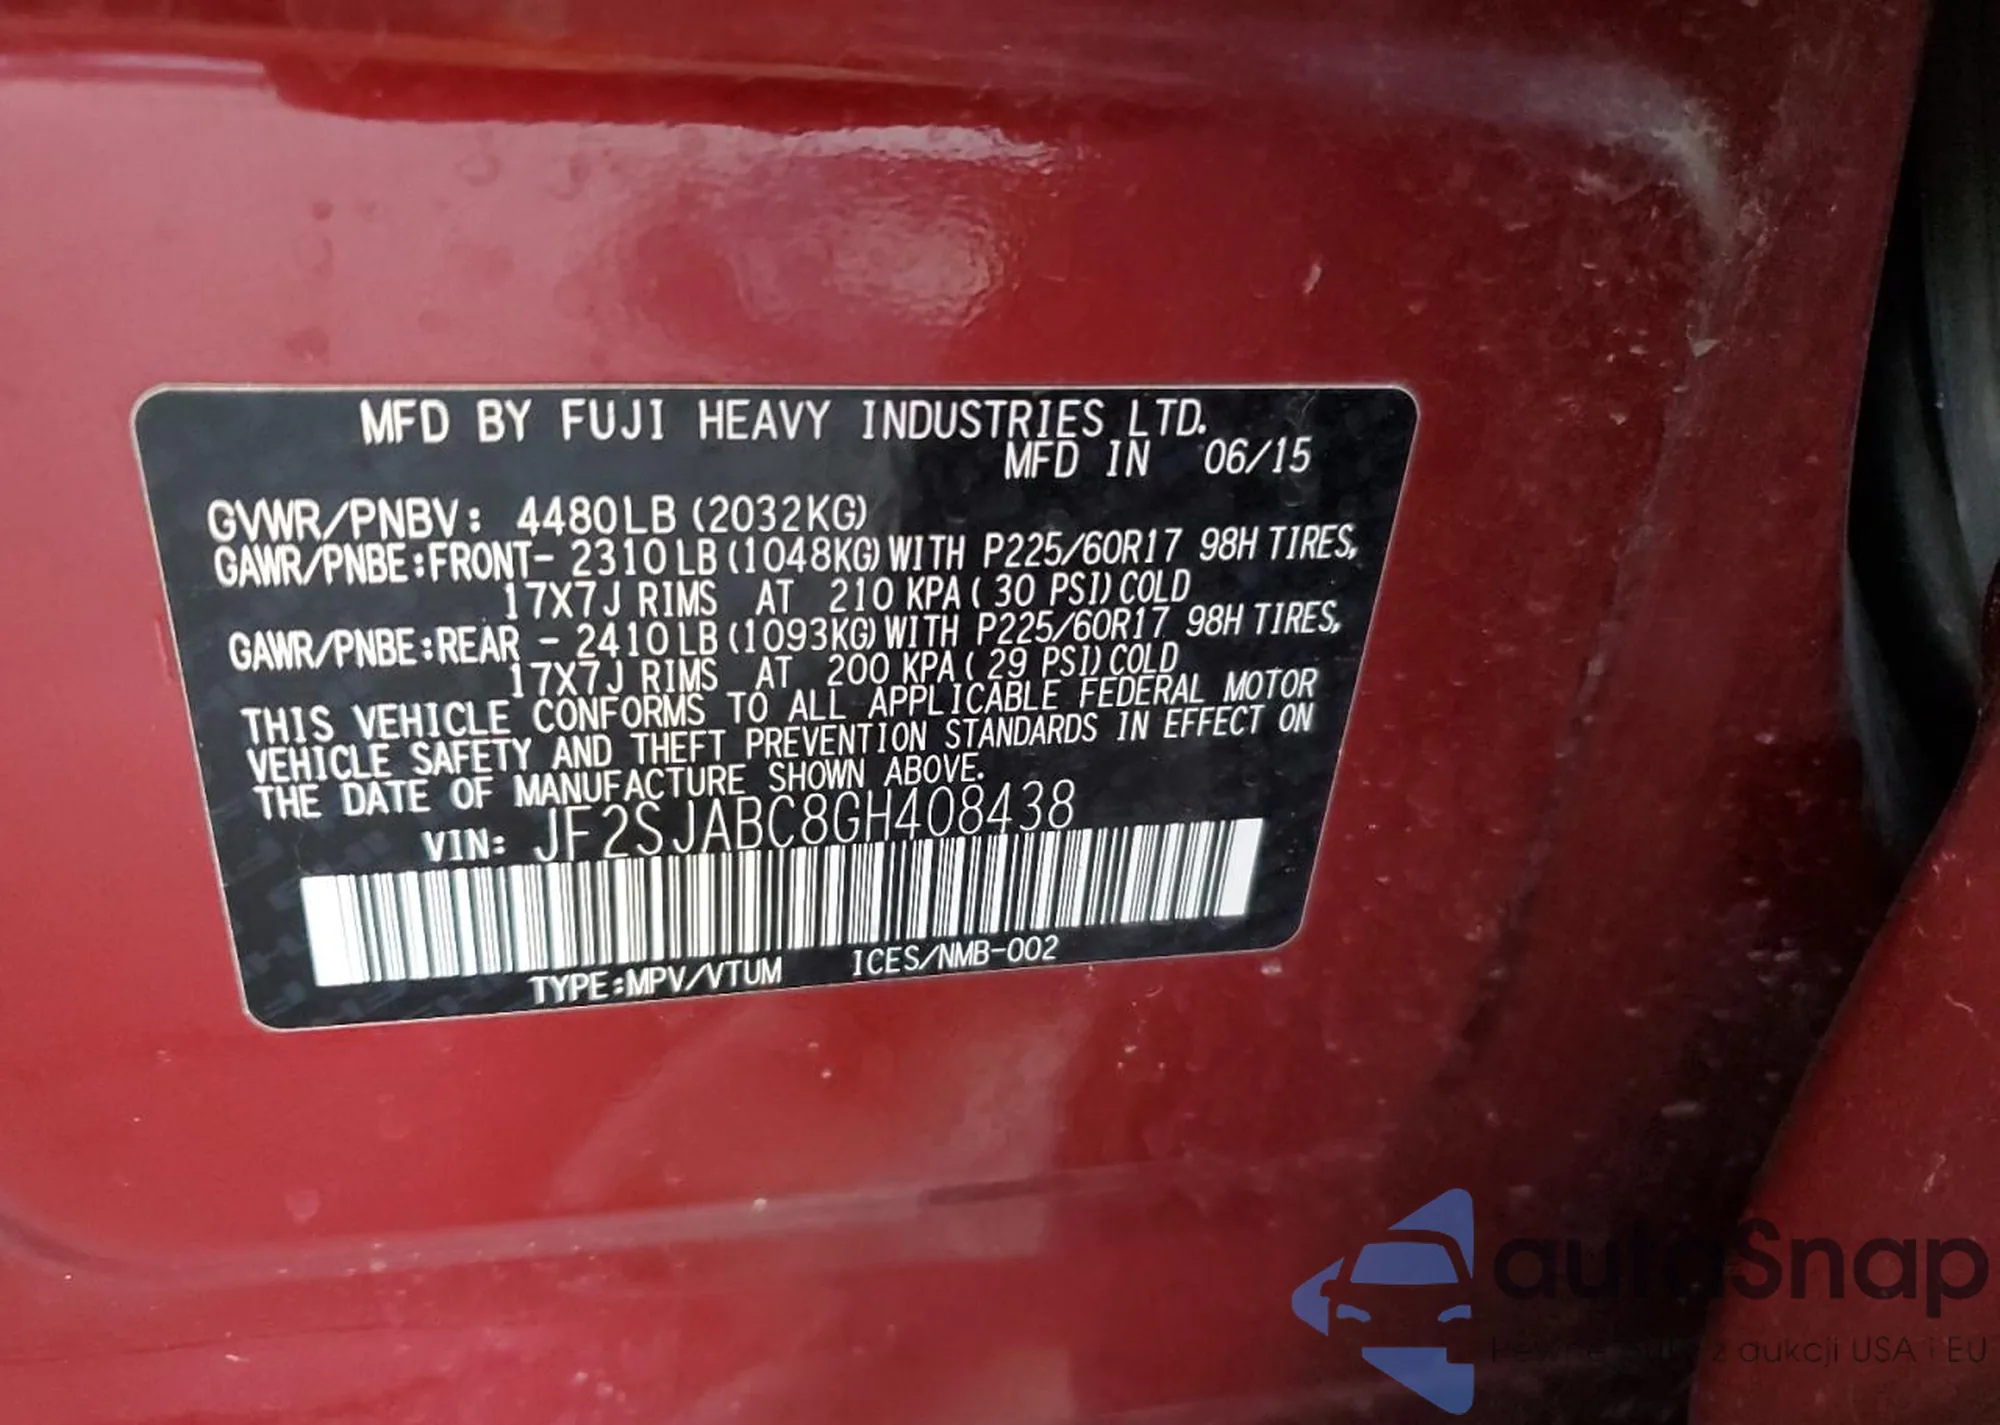 MFD BY FUJI HEAVY INDUSTRIES LTD.
MFD IN 06/15
GVWR/PNBV: 4480LB (2032KG)
GAWR/PNBE:FRONT- 2310LB (1048KG)WITH P225/60R17 98H TIRES,
17X7J RIMS AT 210 KPA( 30 PSI)COLD
GAWR/PNBE:REAR - 2410LB (1093KG)WITH P225/60R17 98H TIRES,
17X7J RIMS AT 200 KPA( 29 PSI)COLD
THIS VEHICLE CONFORMS TO ALL APPLICABLE FEDERAL MOTOR
VEHICLE SAFETY AND THEFT PREVENTION STANDARDS IN EFFECT ON
THE DATE OF MANUFACTURE SHOWN ABOVE.
VIN: JF2SJABC8GH408438
TYPE:MPV/VTUM ICES/NMB-002
autoSnap
z aukcji USA i EU